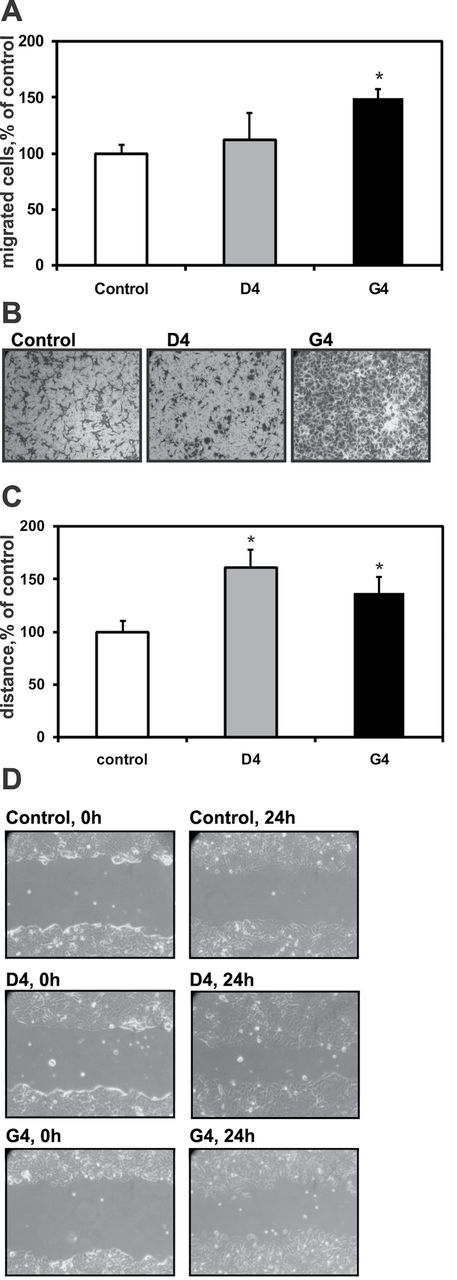 A
migrated cells,% of control
200
150
100
50
0
*
Control D4 G4
B
Control D4 G4
C
distance,% of control
200
150
100
50
0
* *
control D4 G4
D
Control, 0h Control, 24h
D4, 0h D4, 24h
G4, 0h G4, 24h